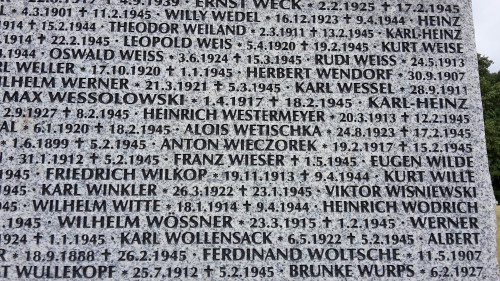 9.1939 • ERNST WECK • 2.2.1925 ✝ 17.2.1945
L • 4.3.1901 ✝ 11.2.1945 • WILLY WEDEL • 16.12.1923 ✝ 9.4.1944 • HEINZ
1914 ✝ 15.2.1944 • THEODOR WEILAND • 2.3.1911 ✝ 13.2.1945 • KARL-HEINZ
.1914 ✝ 22.2.1945 • LEOPOLD WEIS • 5.4.1920 ✝ 19.2.1945 • KURT WEISE
3.1944 • OSWALD WEISS • 3.6.1924 ✝ 15.3.1945 • RUDI WEISS • 24.5.1913
RL WELLER • 17.10.1920 ✝ 1.1.1945 • HERBERT WENDORF • 30.9.1907
WILHELM WERNER • 21.3.1921 ✝ 5.3.1945 • KARL WESSEL • 28.9.1911
MAX WESSOLOWSKI • 1.4.1917 ✝ 18.2.1945 • KARL-HEINZ
2.9.1927 ✝ 8.2.1945 • HEINRICH WESTERMEYER • 20.3.1913 ✝ 12.2.1945
AL • 6.1.1920 ✝ 18.2.1945 • ALOIS WETISCHKA • 24.8.1923 ✝ 17.2.1945
1.6.1899 ✝ 5.2.1945 • ANTON WIECZOREK • 19.2.1917 ✝ 15.2.1945
N • 31.1.1912 ✝ 5.2.1945 • FRANZ WIESER • ✝ 1.5.1945 • EUGEN WILDE
1945 • FRIEDRICH WILKOP • 19.11.1913 ✝ 9.4.1944 • KURT WILLE
1945 • KARL WINKLER • 26.3.1922 ✝ 23.1.1945 • VIKTOR WISNIEWSKI
1945 • WILHELM WITTE • 18.1.1914 ✝ 9.4.1944 • HEINRICH WODRICH
.1945 • WILHELM WÖSSNER • 23.3.1915 ✝ 1.2.1945 • WERNER
1924 ✝ 1.1.1945 • KARL WOLLENSACK • 6.5.1922 ✝ 5.2.1945 • ALBERT
R • 18.9.1888 ✝ 26.2.1945 • FERDINAND WOLTSCHE • 11.5.1907
RT WULLEKOPF • 25.7.1912 ✝ 5.2.1945 • BRUNKE WURPS • 6.2.1927